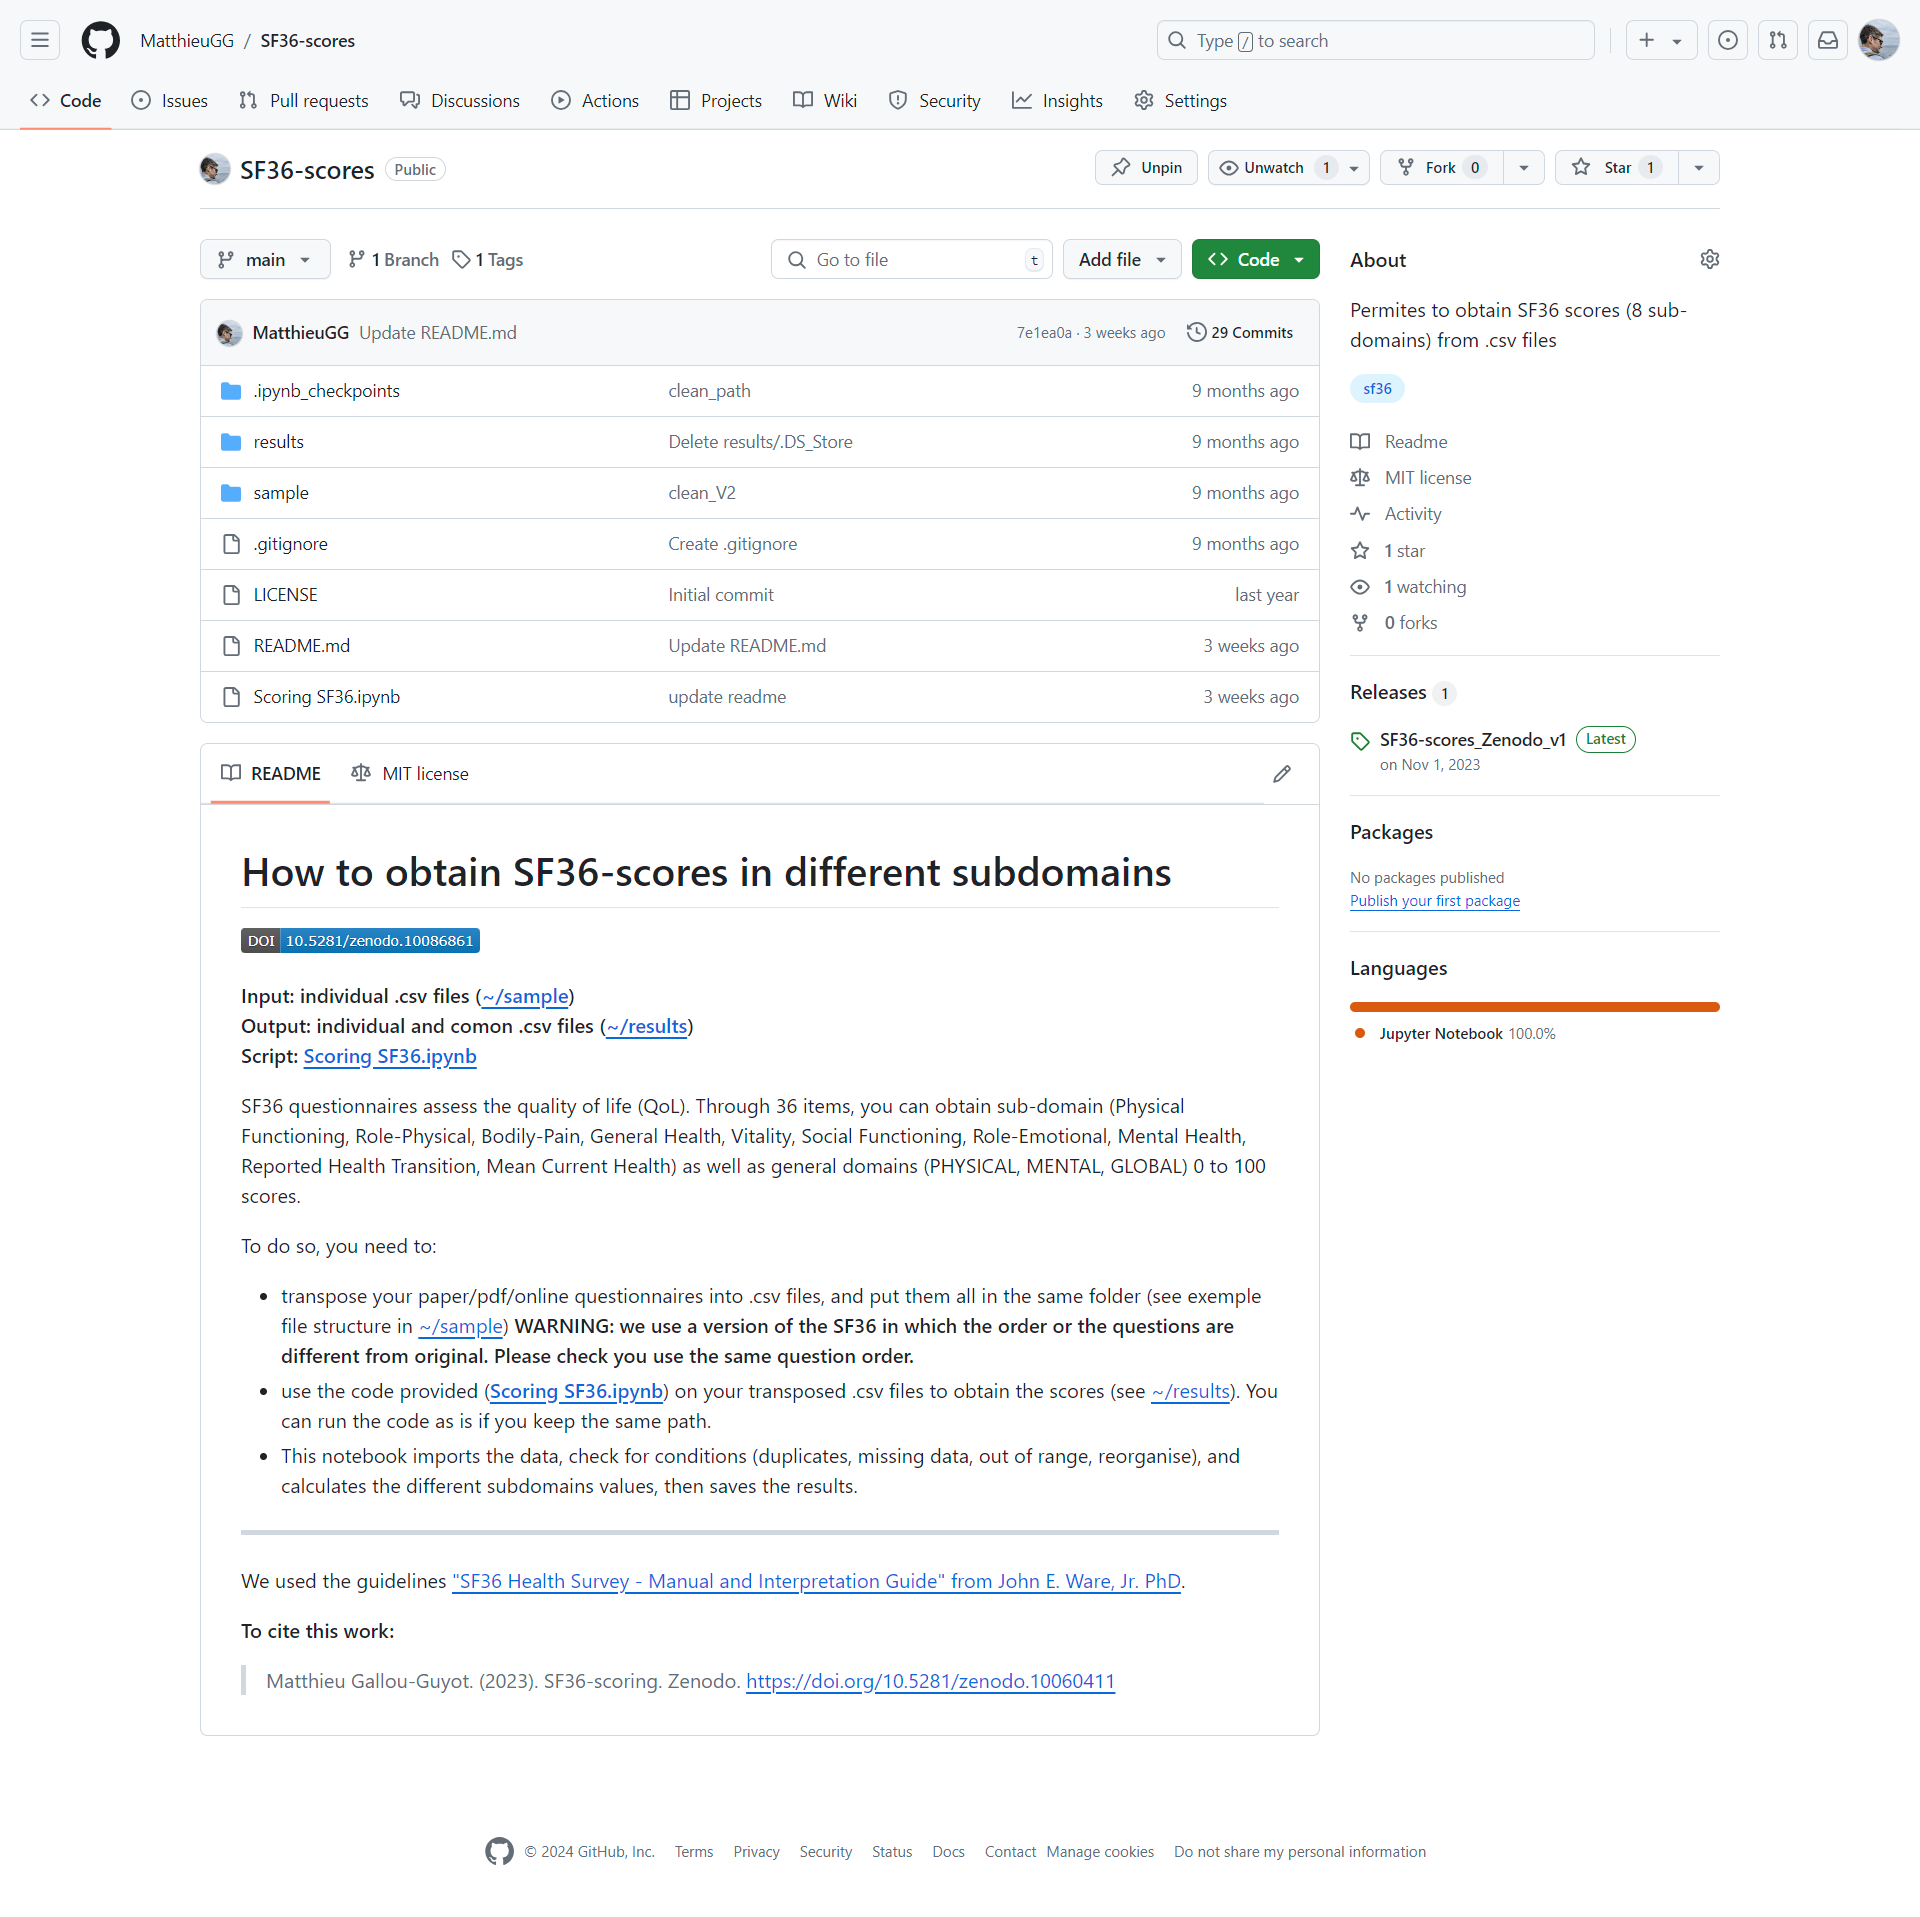 MatthieuGG / SF36-scores
Type / to search
Code Issues Pull requests Discussions Actions Projects Wiki Security Insights Settings
SF36-scores Public
Unpin Unwatch 1 Fork 0 Star 1
main 1 Branch 1 Tags Go to file t Add file Code
MatthieuGG Update README.md 7e1ea0a · 3 weeks ago 29 Commits
.ipynb_checkpoints clean_path 9 months ago
results Delete results/.DS_Store 9 months ago
sample clean_V2 9 months ago
.gitignore Create .gitignore 9 months ago
LICENSE Initial commit last year
README.md Update README.md 3 weeks ago
Scoring SF36.ipynb update readme 3 weeks ago
README MIT license
How to obtain SF36-scores in different subdomains
DOI 10.5281/zenodo.10086861
Input: individual .csv files (~/sample)
Output: individual and comon .csv files (~/results)
Script: Scoring SF36.ipynb
SF36 questionnaires assess the quality of life (QoL). Through 36 items, you can obtain sub-domain (Physical
Functioning, Role-Physical, Bodily-Pain, General Health, Vitality, Social Functioning, Role-Emotional, Mental Health,
Reported Health Transition, Mean Current Health) as well as general domains (PHYSICAL, MENTAL, GLOBAL) 0 to 100
scores.
To do so, you need to:
• transpose your paper/pdf/online questionnaires into .csv files, and put them all in the same folder (see exemple
file structure in ~/sample) WARNING: we use a version of the SF36 in which the order or the questions are
different from original. Please check you use the same question order.
• use the code provided (Scoring SF36.ipynb) on your transposed .csv files to obtain the scores (see ~/results). You
can run the code as is if you keep the same path.
• This notebook imports the data, check for conditions (duplicates, missing data, out of range, reorganise), and
calculates the different subdomains values, then saves the results.
We used the guidelines "SF36 Health Survey - Manual and Interpretation Guide" from John E. Ware, Jr. PhD.
To cite this work:
Matthieu Gallou-Guyot. (2023). SF36-scoring. Zenodo. https://doi.org/10.5281/zenodo.10060411
About
Permites to obtain SF36 scores (8 sub-
domains) from .csv files
sf36
Readme
MIT license
Activity
1 star
1 watching
0 forks
Releases 1
SF36-scores_Zenodo_v1 Latest
on Nov 1, 2023
Packages
No packages published
Publish your first package
Languages
Jupyter Notebook 100.0%
© 2024 GitHub, Inc. Terms Privacy Security Status Docs Contact Manage cookies Do not share my personal information